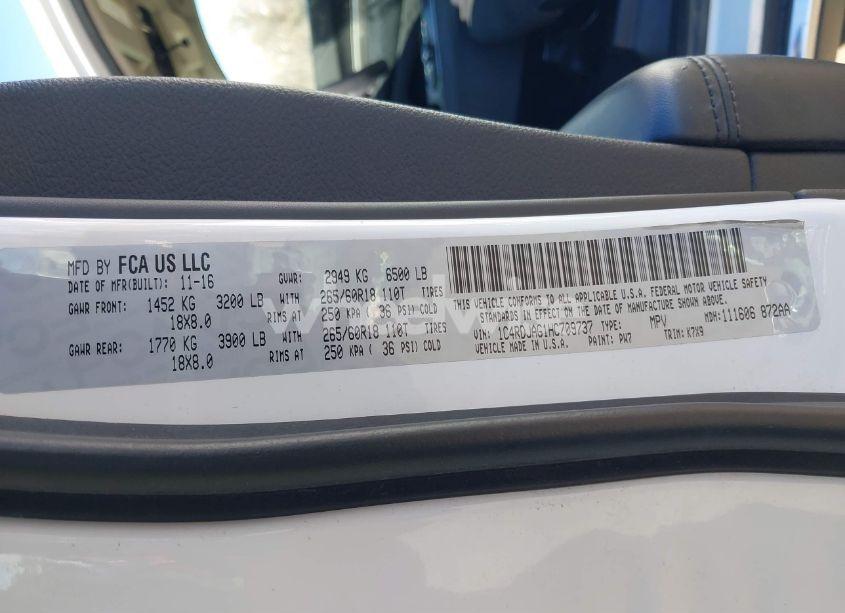 MFD BY FCA US LLC
DATE OF MFR(BUILT): 11-16
GVWR: 2949 KG 6500 LB
GAWR FRONT: 1452 KG 3200 LB WITH 265/60R18 110T TIRES
18X8.0 RIMS AT 250 KPA ( 36 PSI) COLD
GAWR REAR: 1770 KG 3900 LB WITH 265/60R18 110T TIRES
18X8.0 RIMS AT 250 KPA ( 36 PSI) COLD
THIS VEHICLE CONFORMS TO ALL APPLICABLE U.S.A. FEDERAL MOTOR VEHICLE SAFETY
STANDARDS IN EFFECT ON THE DATE OF MANUFACTURE SHOWN ABOVE.
VIN: 1C4RDJAG1HC709737 TYPE: MPV MDH: 111606 872AA
VEHICLE MADE IN U.S.A. PAINT: PW7 TRIM: K7X9